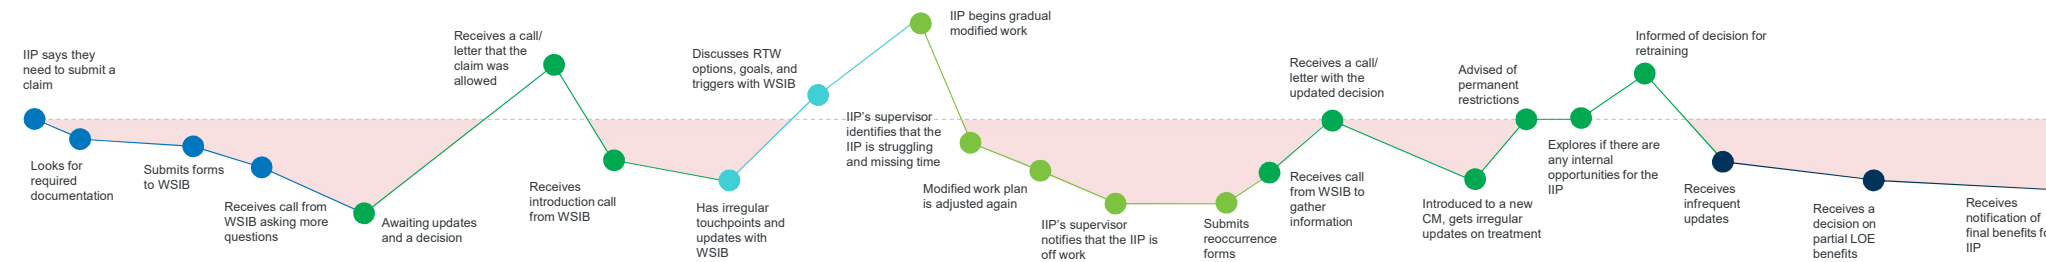 IIP says they
need to submit a
claim
Looks for
required
documentation
Submits forms
to WSIB
Receives call from
WSIB asking more
questions
Awaiting updates
and a decision
Receives a call/
letter that the
claim was
allowed
Receives
introduction call
from WSIB
Has irregular
touchpoints and
updates with
WSIB
Discusses RTW
options, goals, and
triggers with WSIB
IIP begins gradual
modified work
IIP's supervisor
identifies that the
IIP is struggling
and missing time
Modified work plan
is adjusted again
IIP's supervisor
notifies that the IIP is
off work
Submits
reoccurrence
forms
Receives call
from WSIB to
gather
information
Receives a call/
letter with the
updated decision
Introduced to a new
CM, gets irregular
updates on treatment
Advised of
permanent
restrictions
Explores if there are
any internal
opportunities for the
IIP
Informed of decision for
retraining
Receives
infrequent
updates
Receives a
decision on
partial LOE
benefits
Receives
notification of
final benefits
IIP